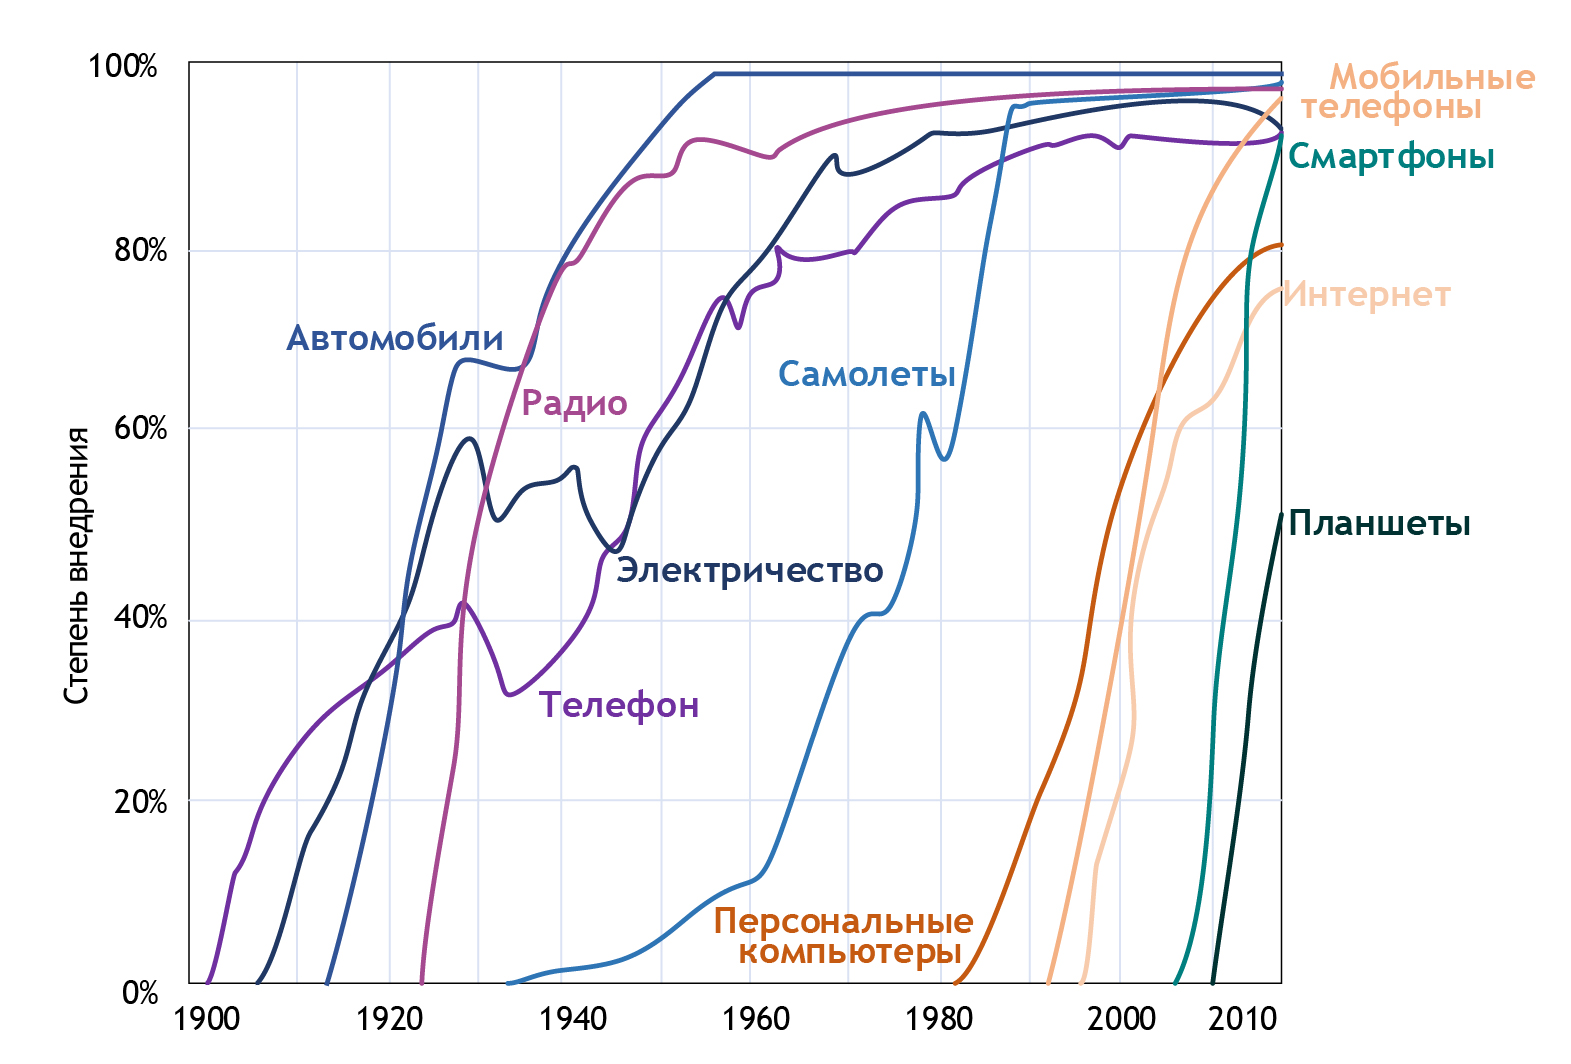 100%
80%
60%
40%
20%
0%
Степень внедрения
Автомобили
Радио
Электричество
Телефон
Самолеты
Персональные
компьютеры
Мобильные
телефоны
Смартфоны
Интернет
Планшеты
1900
1920
1940
1960
1980
2000
2010